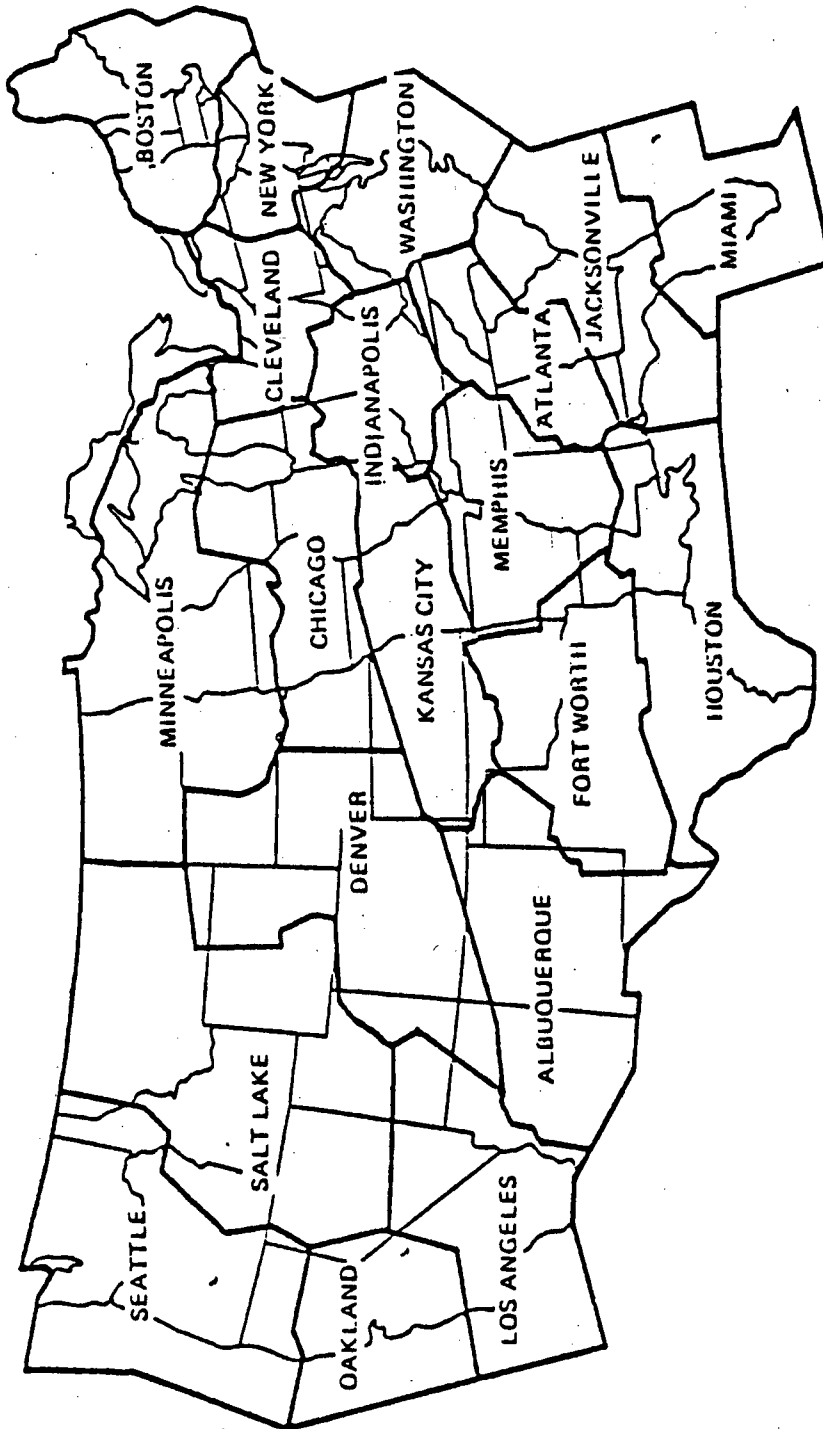 SEATTLE
OAKLAND
LOS ANGELES
SALT LAKE
ALBUQUERQUE
DENVER
MINNEAPOLIS
CHICAGO
KANSAS CITY
FORT WORTH
HOUSTON
MEMPHIS
INDIANAPOLIS
CLEVELAND
ATLANTA
JACKSONVILLE
MIAMI
WASHINGTON
NEW YORK
BOSTON